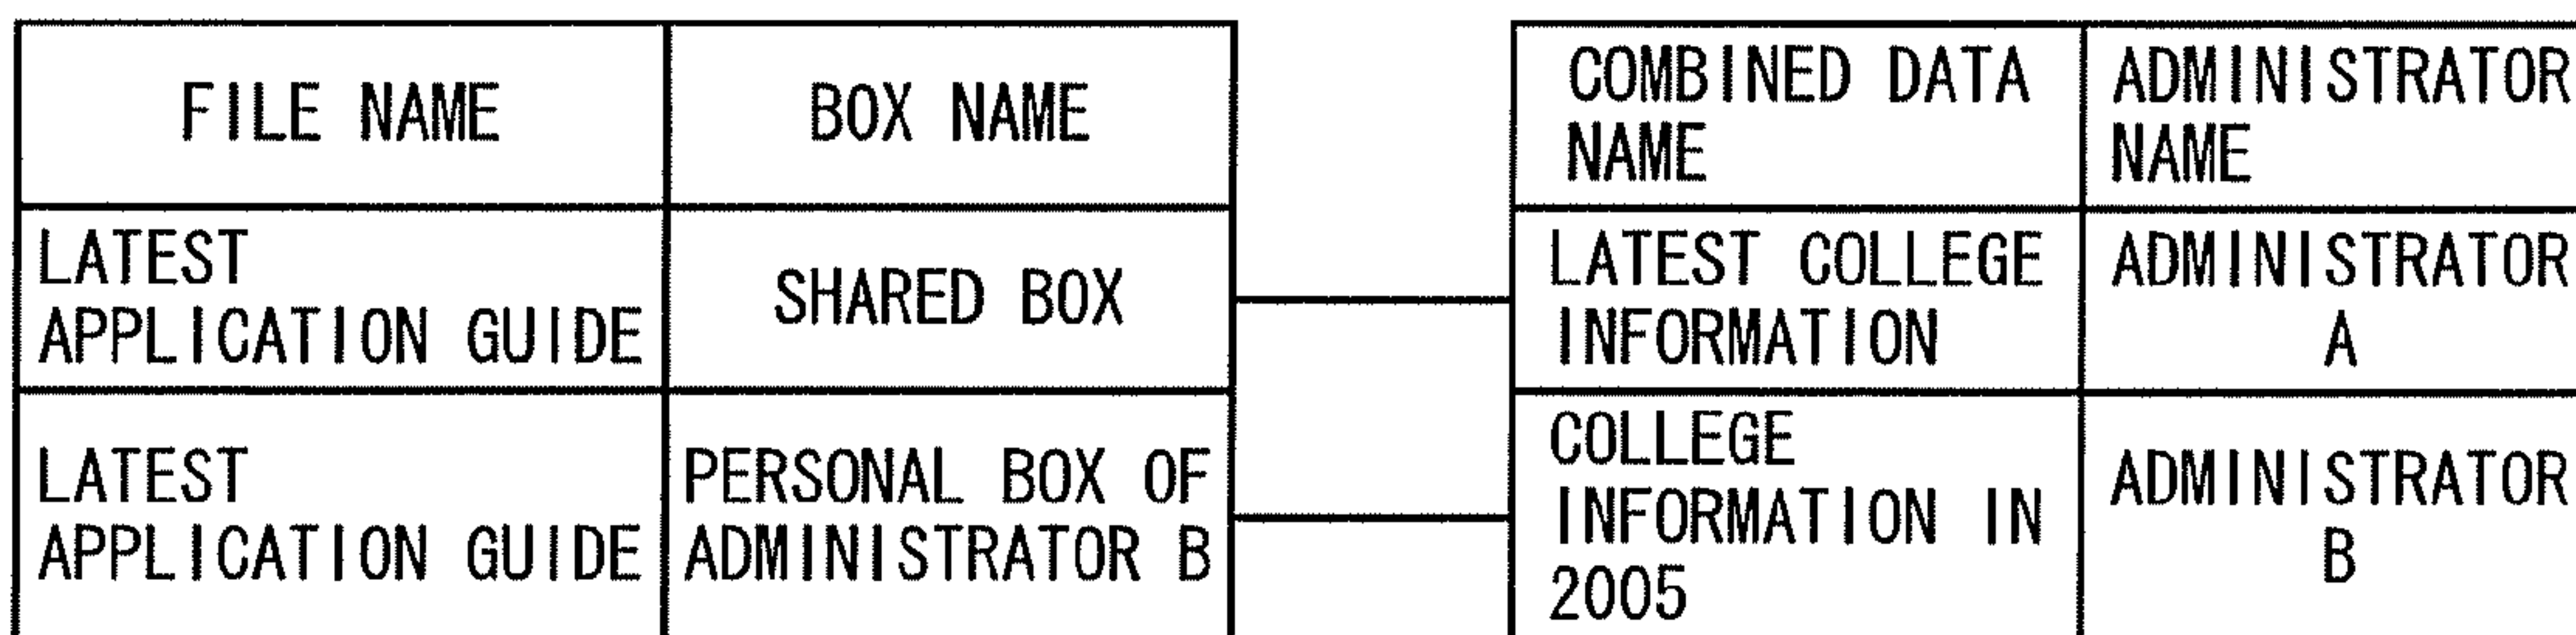 FILE NAME
BOX NAME
COMBINED DATA
NAME
ADMINISTRATOR
NAME
LATEST
APPLICATION GUIDE
SHARED BOX
LATEST COLLEGE
INFORMATION
ADMINISTRATOR
A
LATEST
APPLICATION GUIDE
PERSONAL BOX OF
ADMINISTRATOR B
COLLEGE
INFORMATION IN
2005
ADMINISTRATOR
B